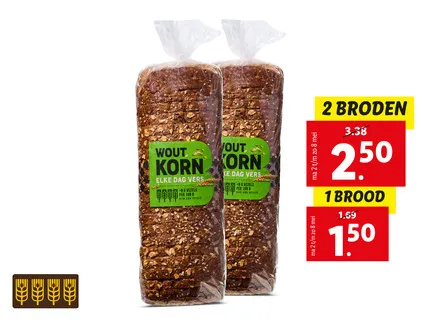 WOUT
KORN
ELKE DAG VERS
WOUT
KORN
ELKE DAG VERS
2 BRODEN
ma 2 t/m zo 8 mei
3.38
2.50
1 BROOD
ma 2 t/m zo 8 mei
1.69
1.50